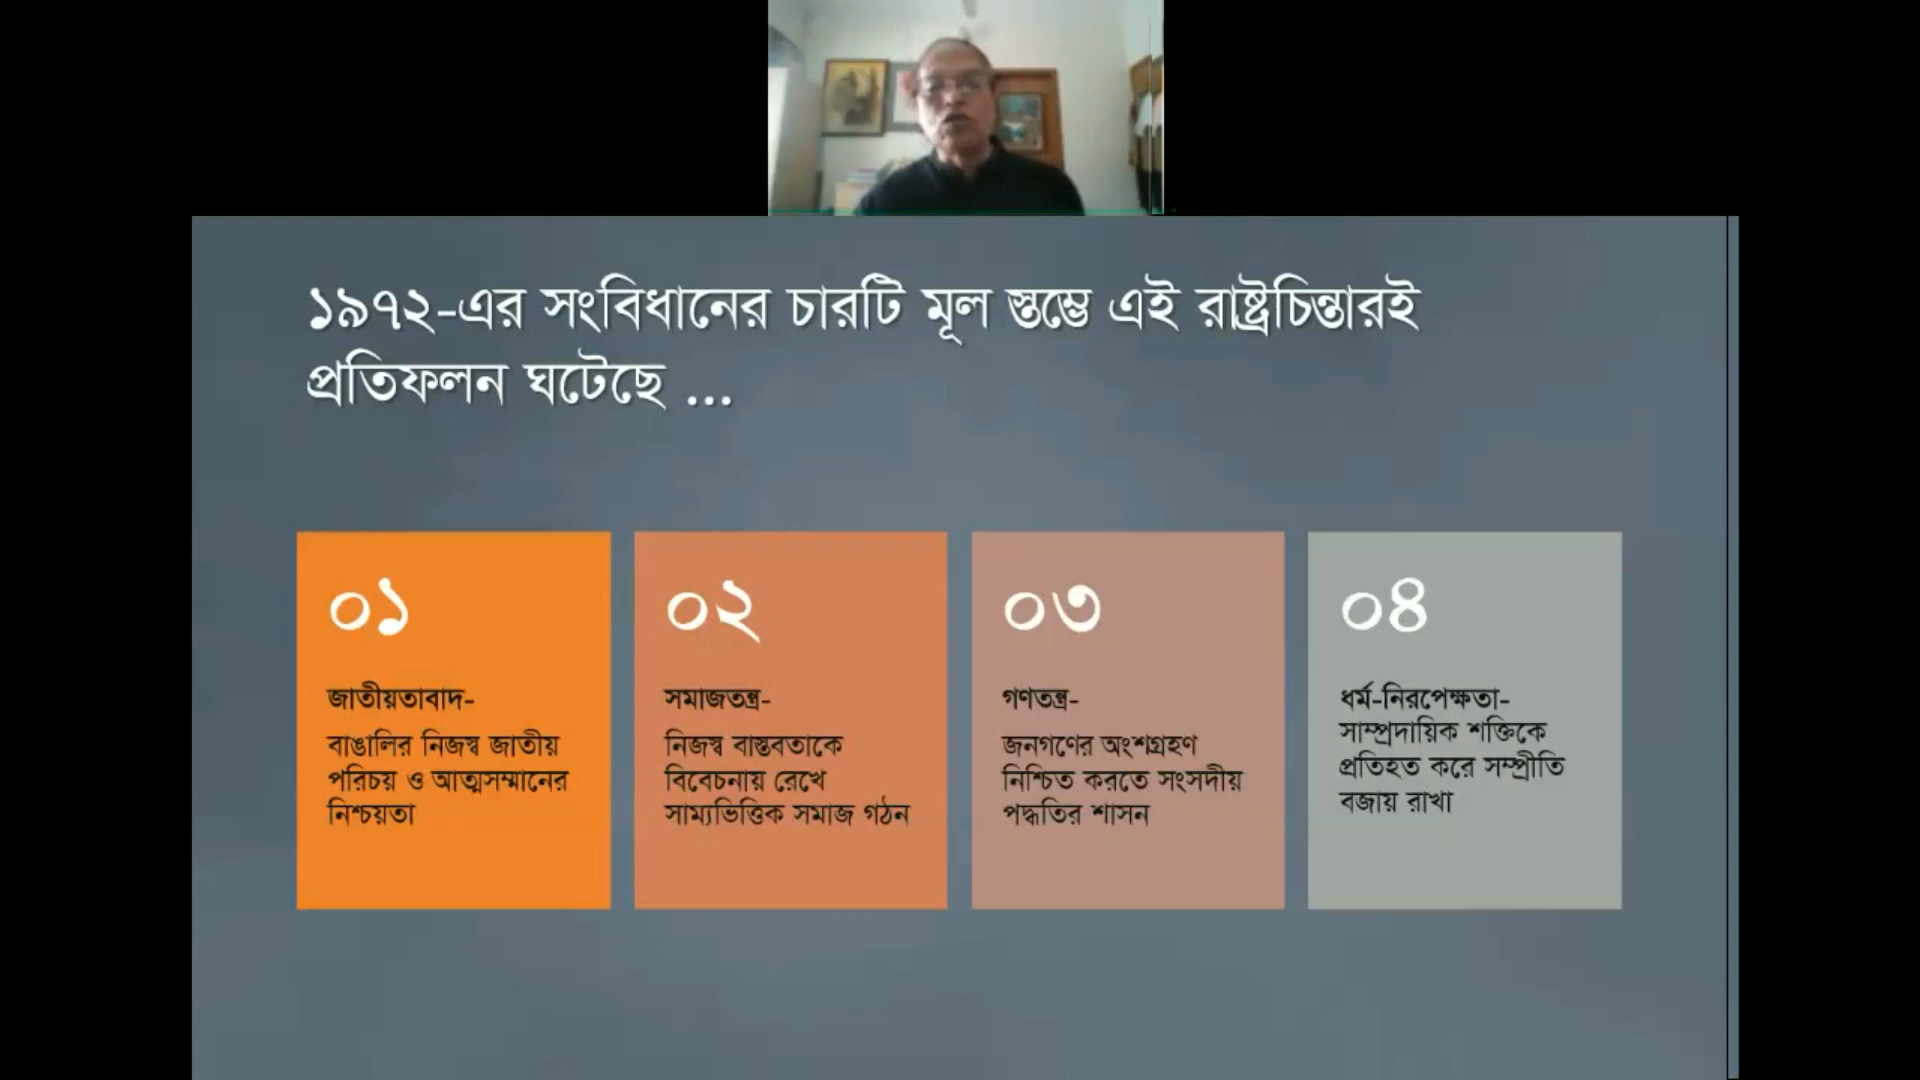 ১৯৭২-এর সংবিধানের চারটি মূল স্তম্ভে এই রাষ্ট্রচিন্তারই
প্রতিফলন ঘটেছে ...
০১
জাতীয়তাবাদ-
বাঙালির নিজস্ব জাতীয়
পরিচয় ও আত্মসম্মানের
নিশ্চয়তা
০২
সমাজতন্ত্র-
নিজস্ব বাস্তবতাকে
বিবেচনায় রেখে
সাম্যভিত্তিক সমাজ গঠন
০৩
গণতন্ত্র-
জনগণের অংশগ্রহণ
নিশ্চিত করতে সংসদীয়
পদ্ধতির শাসন
০৪
ধর্ম-নিরপেক্ষতা-
সাম্প্রদায়িক শক্তিকে
প্রতিহত করে সম্প্রীতি
বজায় রাখা